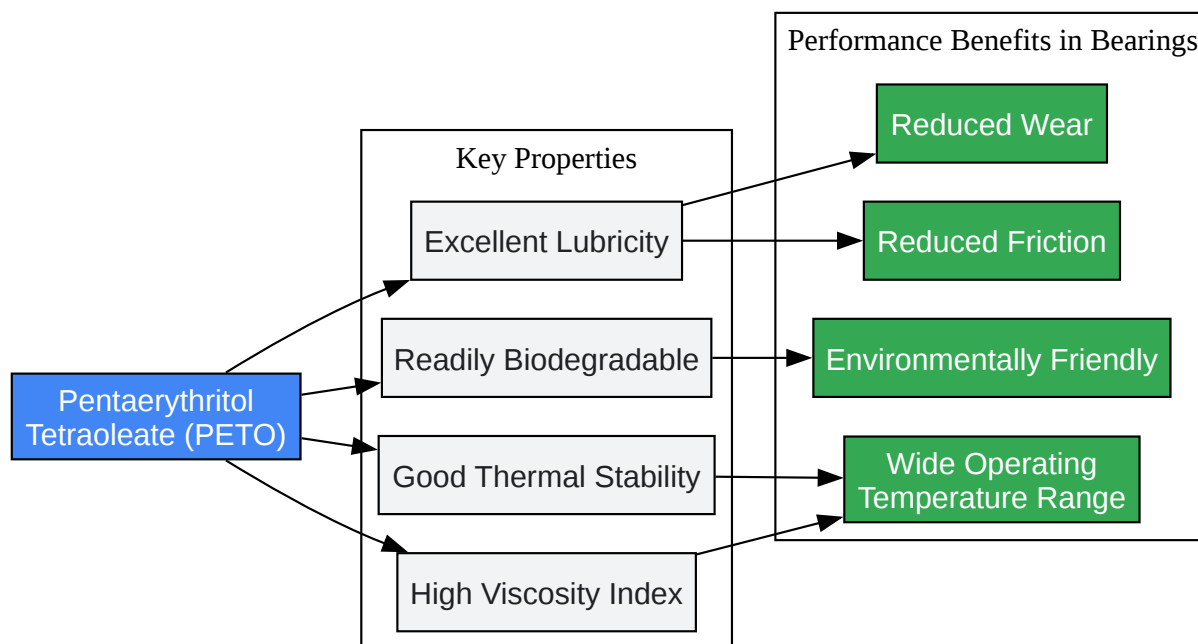 Pentaerythritol
Tetraoleate (PETO)
Key Properties
Excellent Lubricity
Readily Biodegradable
Good Thermal Stability
High Viscosity Index
Performance Benefits in Bearings
Reduced Wear
Reduced Friction
Environmentally Friendly
Wide Operating
Temperature Range